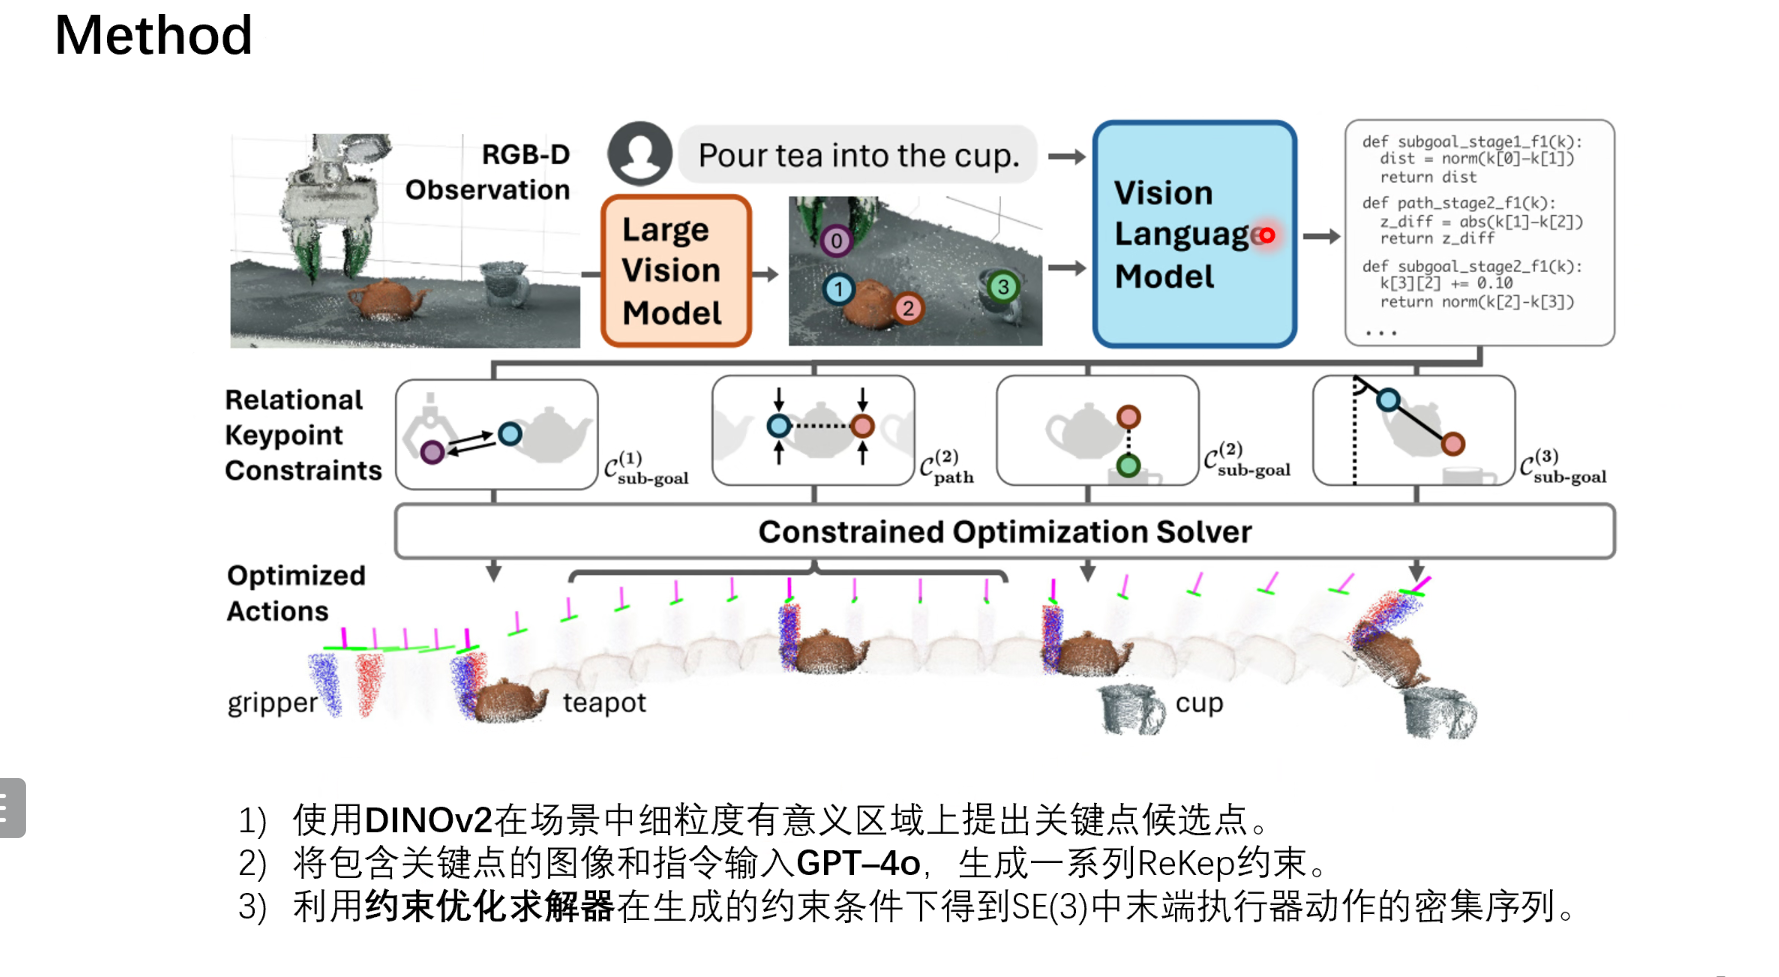 Method
RGB-D
Observation
Pour tea into the cup.
Large
Vision
Model
0
1
2
3
Vision
Language
Model
def subgoal_stage1_f1(k):
dist = norm(k[0]-k[1])
return dist
def path_stage2_f1(k):
z_diff = abs(k[1]-k[2])
return z_diff
def subgoal_stage2_f1(k):
k[3][2] += 0.10
return norm(k[2]-k[3])
...
Relational
Keypoint
Constraints
C(1)sub-goal
C(2)path
C(2)sub-goal
C(3)sub-goal
Constrained Optimization Solver
Optimized
Actions
gripper
teapot
cup
1) 使用DINOv2在场景中细粒度有意义区域上提出关键点候选点。
2) 将包含关键点的图像和指令输入GPT–4o，生成一系列ReKep约束。
3) 利用约束优化求解器在生成的约束条件下得到SE(3)中末端执行器动作的密集序列。